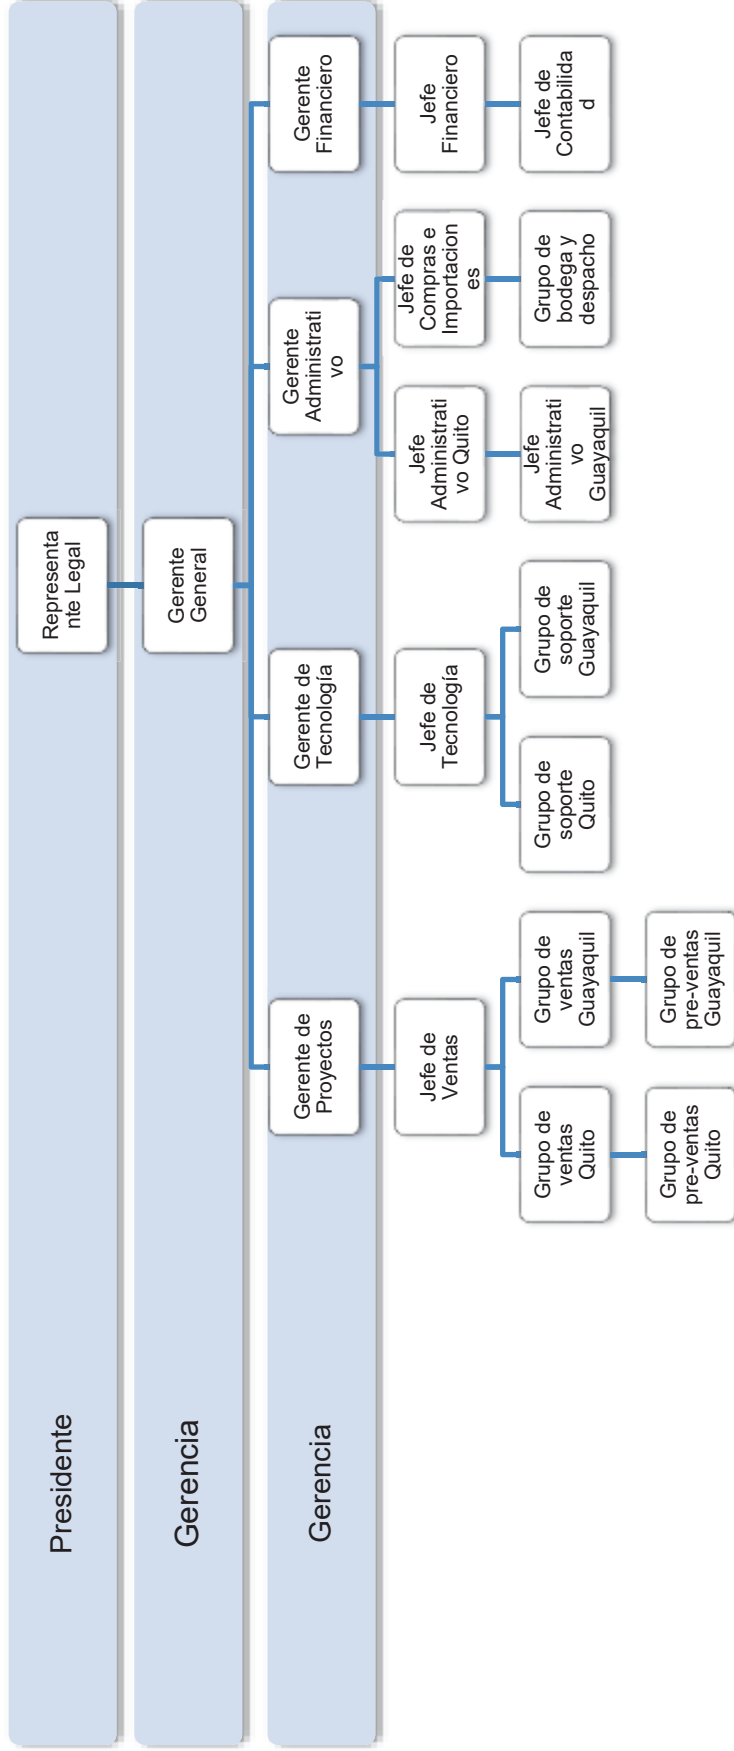 Presidente
Representa
nte Legal
Gerencia
Gerente
General
Gerencia
Gerente de
Proyectos
Gerente de
Tecnología
Gerente
Administrati
vo
Gerente
Financiero
Jefe de
Ventas
Jefe de
Tecnología
Jefe
Administrati
vo Quito
Jefe de
Compras e
Importacion
es
Jefe
Financiero
Grupo de
ventas
Quito
Grupo de
ventas
Guayaquil
Grupo de
soporte
Quito
Grupo de
soporte
Guayaquil
Jefe
Administrati
vo
Guayaquil
Grupo de
bodega y
despacho
Jefe de
Contabilida
d
Grupo de
pre-ventas
Quito
Grupo de
pre-ventas
Guayaquil